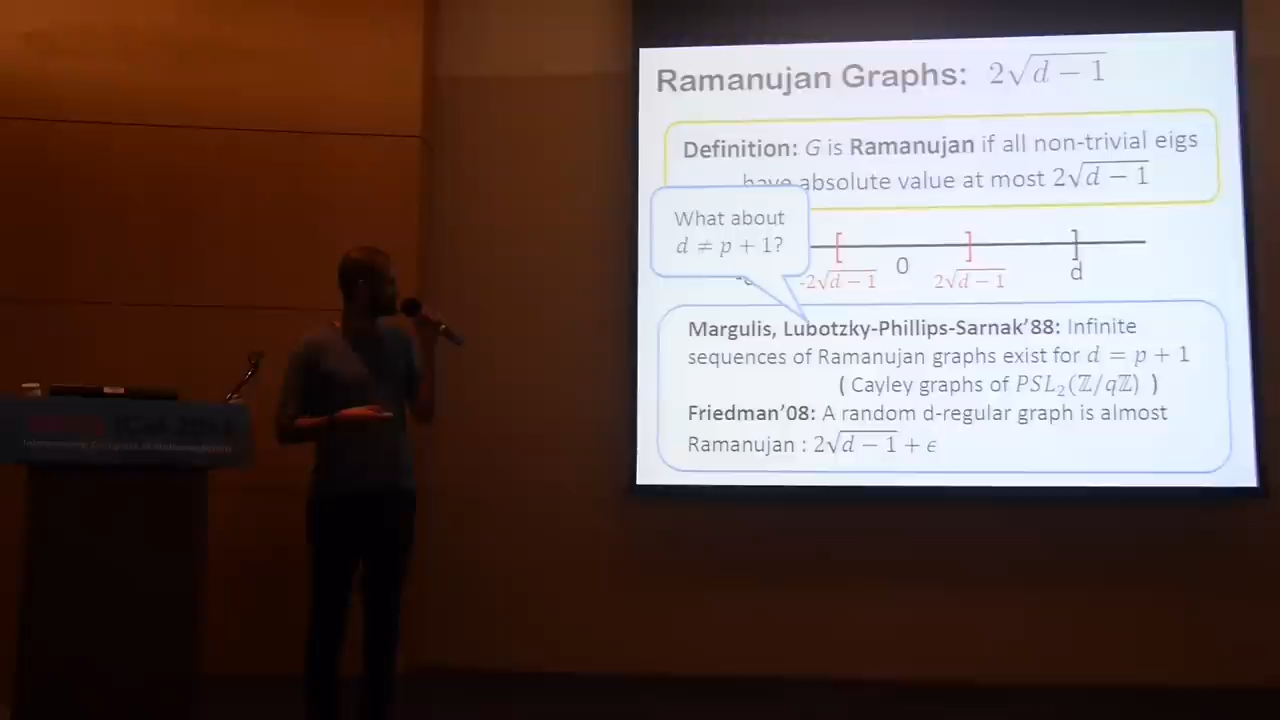 Ramanujan Graphs: 2√(d − 1)
Definition: G is Ramanujan if all non-trivial eigs
have absolute value at most 2√(d − 1)
What about
d ≠ p + 1?
[ ] ]
-2√(d − 1) 0 2√(d − 1) d
Margulis, Lubotzky-Phillips-Sarnak’88: Infinite
sequences of Ramanujan graphs exist for d = p + 1
( Cayley graphs of PSL₂(ℤ/qℤ) )
Friedman’08: A random d-regular graph is almost
Ramanujan : 2√(d − 1) + ϵ